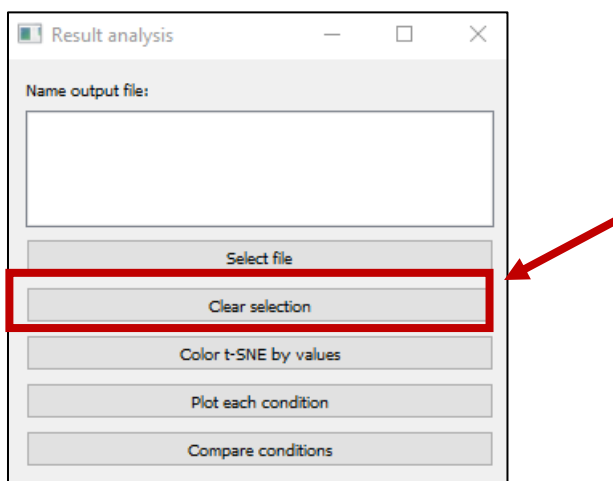 Result analysis
Name output file:
Select file
Clear selection
Color t-SNE by values
Plot each condition
Compare conditions